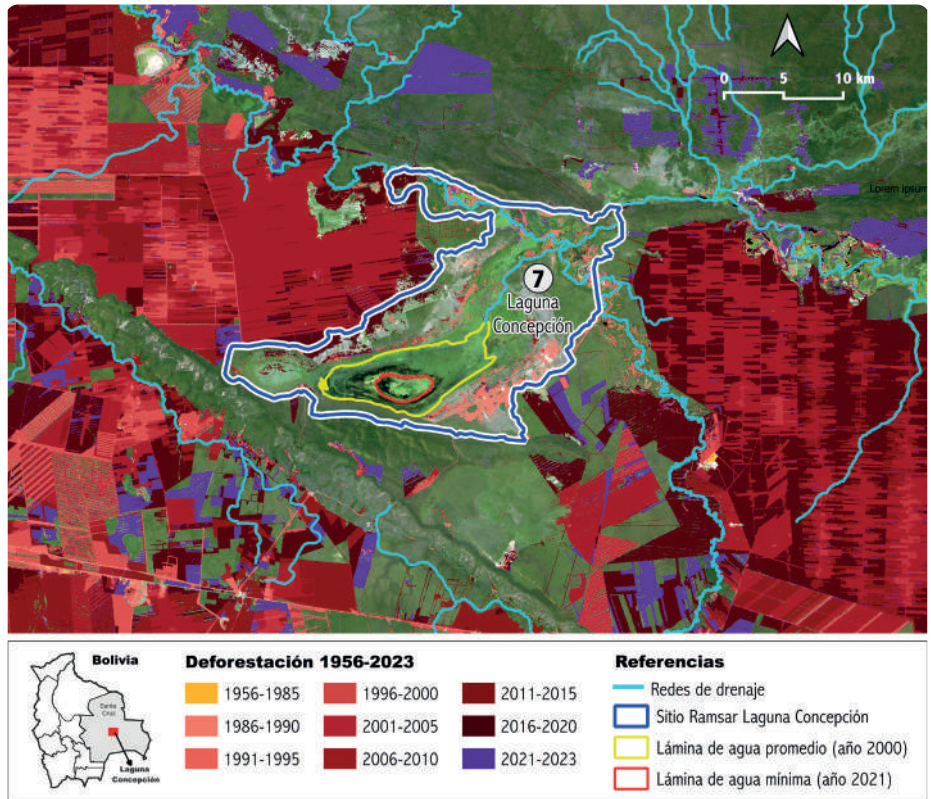 0 5 10 km
Lorem ipsum
7
Laguna
Concepción
Bolivia
Santa
Cruz
Laguna
Concepción
Deforestación 1956-2023
1956-1985
1986-1990
1991-1995
1996-2000
2001-2005
2006-2010
2011-2015
2016-2020
2021-2023
Referencias
Redes de drenaje
Sitio Ramsar Laguna Concepción
Lámina de agua promedio (año 2000)
Lámina de agua mínima (año 2021)